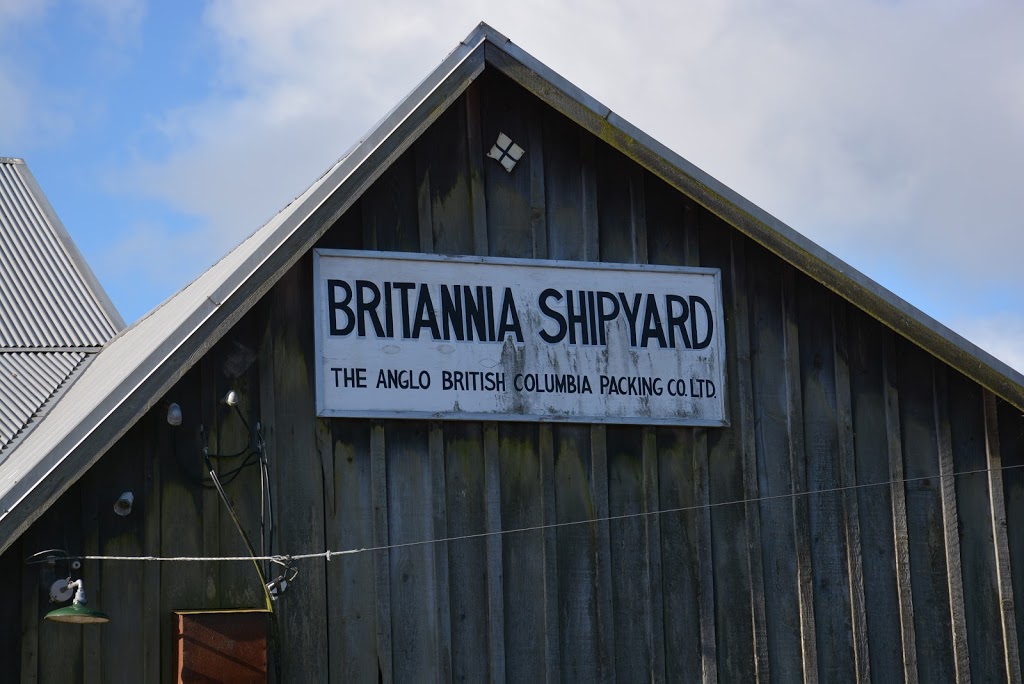 BRITANNIA SHIPYARD
THE ANGLO BRITISH COLUMBIA PACKING CO. LTD.